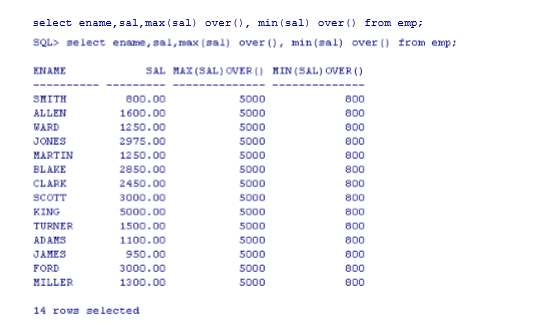 select ename,sal,max(sal) over(), min(sal) over() from emp;
SQL> select ename,sal,max(sal) over(), min(sal) over() from emp;
ENAME SAL MAX(SAL)OVER() MIN(SAL)OVER()
---------- --------- -------------- --------------
SMITH 800.00 5000 800
ALLEN 1600.00 5000 800
WARD 1250.00 5000 800
JONES 2975.00 5000 800
MARTIN 1250.00 5000 800
BLAKE 2850.00 5000 800
CLARK 2450.00 5000 800
SCOTT 3000.00 5000 800
KING 5000.00 5000 800
TURNER 1500.00 5000 800
ADAMS 1100.00 5000 800
JAMES 950.00 5000 800
FORD 3000.00 5000 800
MILLER 1300.00 5000 800
14 rows selected